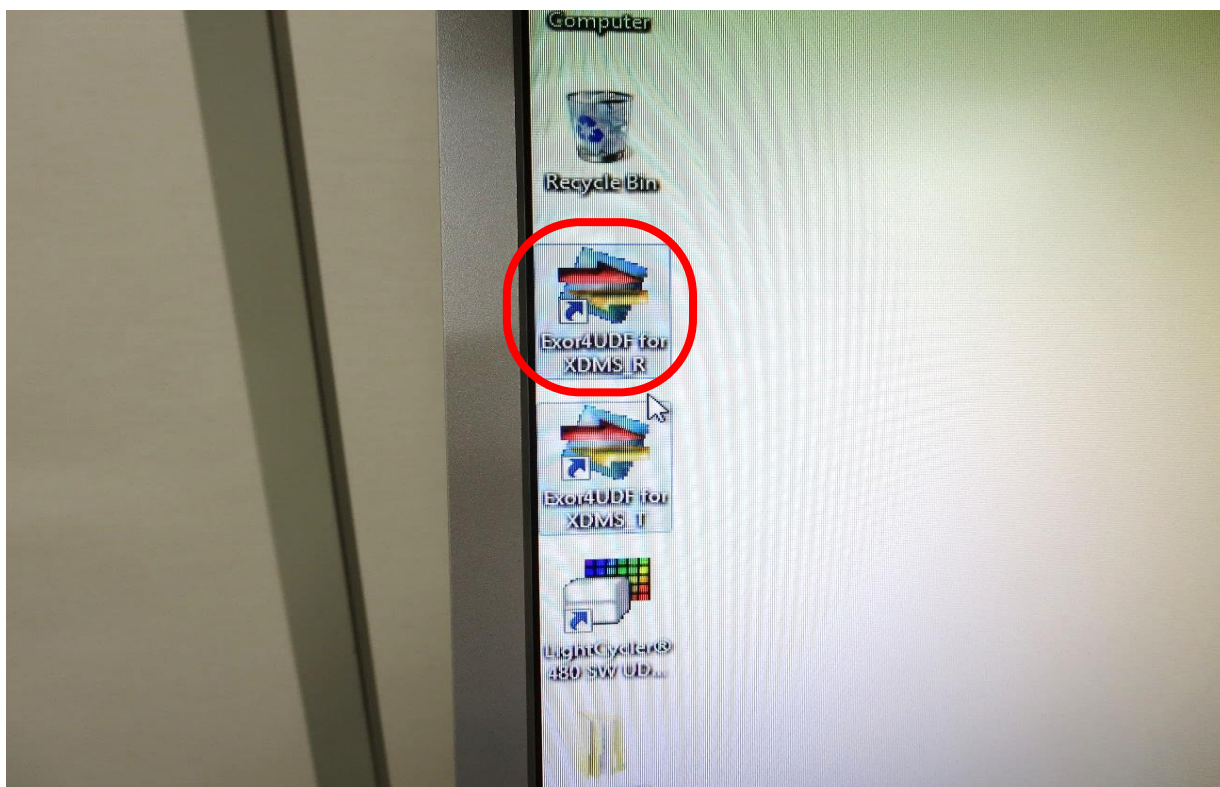 Computer
Recycle Bin
Exor4UDF for
XDMS_R
Exor4UDF for
XDMS_T
LightCycler®
480 SW UD...